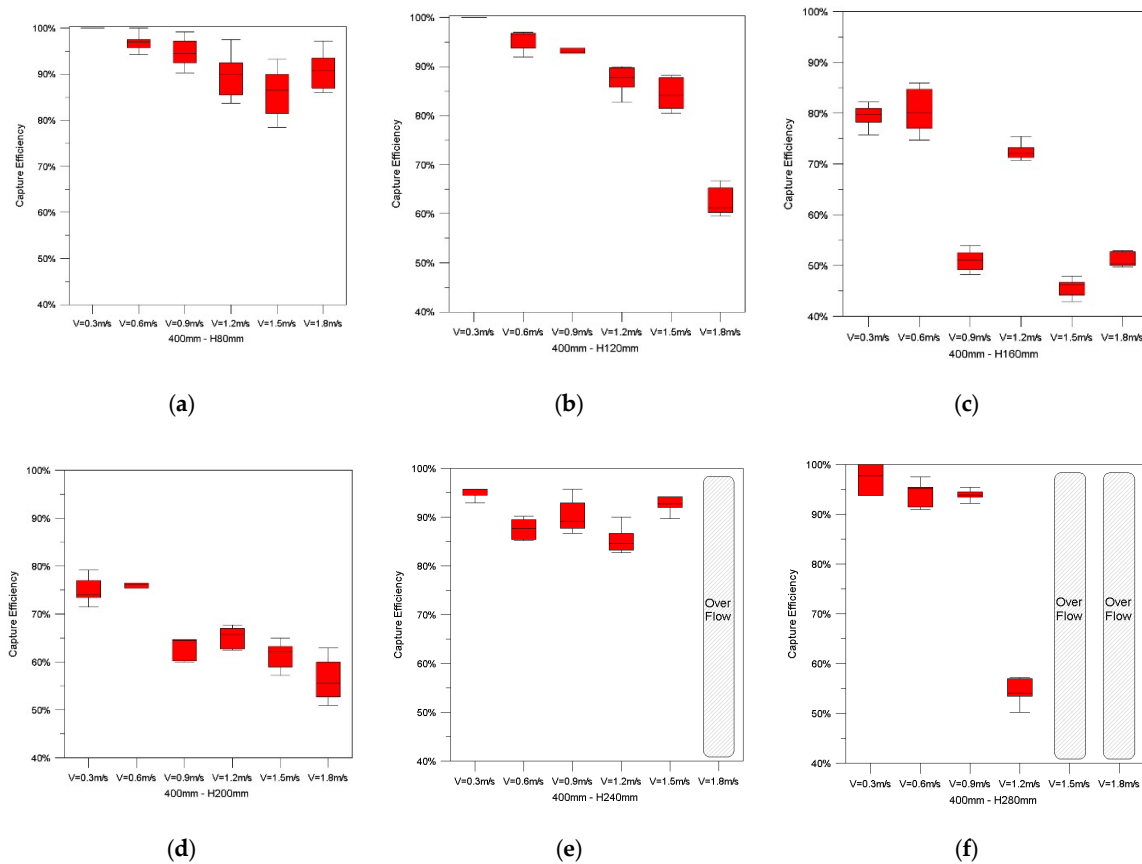 100%
90%
80%
70%
60%
50%
40%
Capture Efficiency
V=0.3m/s V=0.6m/s V=0.9m/s V=1.2m/s V=1.5m/s V=1.8m/s
400mm - H80mm
(a)
100%
90%
80%
70%
60%
50%
40%
Capture Efficiency
V=0.3m/s V=0.6m/s V=0.9m/s V=1.2m/s V=1.5m/s V=1.8m/s
400mm - H120mm
(b)
100%
90%
80%
70%
60%
50%
40%
Capture Efficiency
V=0.3m/s V=0.6m/s V=0.9m/s V=1.2m/s V=1.5m/s V=1.8m/s
400mm - H160mm
(c)
100%
90%
80%
70%
60%
50%
40%
Capture Efficiency
V=0.3m/s V=0.6m/s V=0.9m/s V=1.2m/s V=1.5m/s V=1.8m/s
400mm - H200mm
(d)
100%
90%
80%
70%
60%
50%
40%
Capture Efficiency
Over
Flow
V=0.3m/s V=0.6m/s V=0.9m/s V=1.2m/s V=1.5m/s V=1.8m/s
400mm - H240mm
(e)
100%
90%
80%
70%
60%
50%
40%
Capture Efficiency
Over
Flow
Over
Flow
V=0.3m/s V=0.6m/s V=0.9m/s V=1.2m/s V=1.5m/s V=1.8m/s
400mm - H280mm
(f)